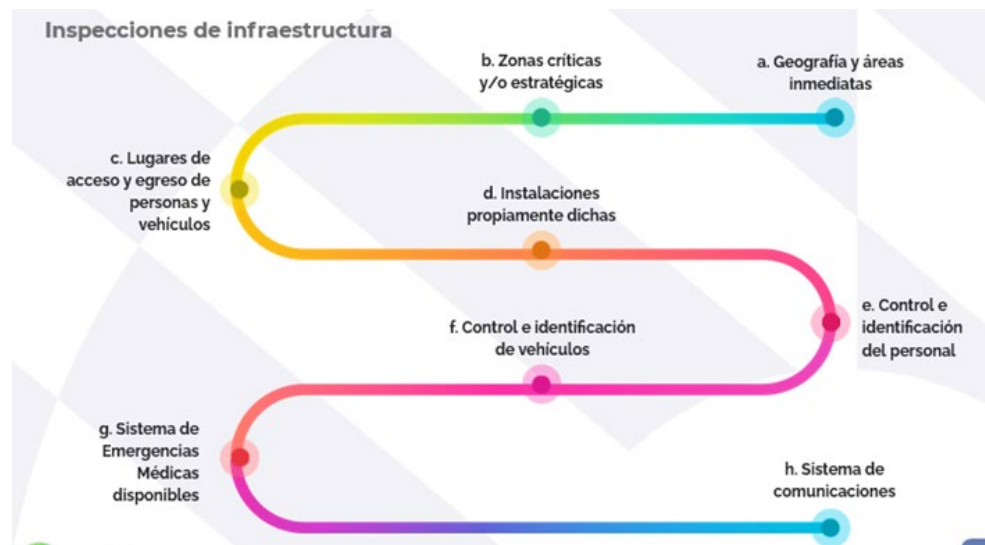 Inspecciones de infraestructura
a. Geografía y áreas
inmediatas
b. Zonas críticas
y/o estratégicas
c. Lugares de
acceso y egreso de
personas y
vehículos
d. Instalaciones
propiamente dichas
e. Control e
identificación
del personal
f. Control e identificación
de vehículos
g. Sistema de
Emergencias
Médicas
disponibles
h. Sistema de
comunicaciones